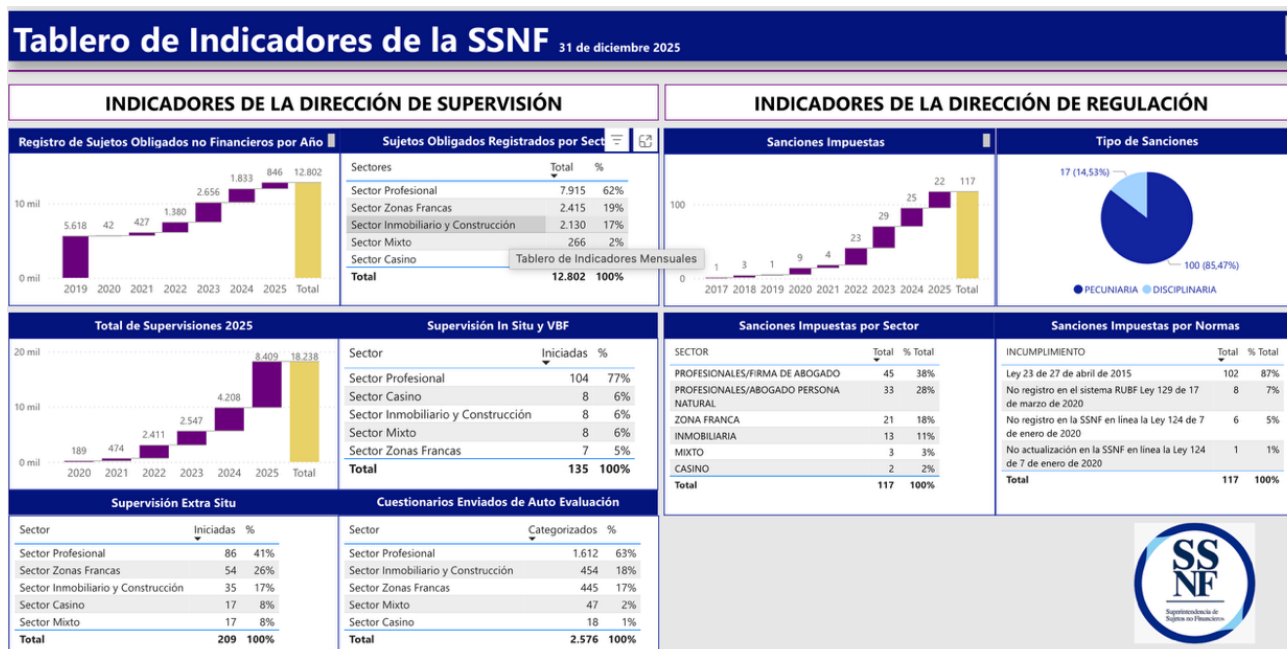 Tablero de Indicadores de la SSNF 31 de diciembre 2025
INDICADORES DE LA DIRECCIÓN DE SUPERVISIÓN
Registro de Sujetos Obligados no Financieros por Año
10 mil
0 mil
5.618 42 427 1.380 2.656 1.833 846 12.802
2019 2020 2021 2022 2023 2024 2025 Total
Sujetos Obligados Registrados por Sect
Sectores Total %
Sector Profesional 7.915 62%
Sector Zonas Francas 2.415 19%
Sector Inmobiliario y Construcción 2.130 17%
Sector Mixto 266 2%
Sector Casino
Tablero de Indicadores Mensuales
Total 12.802 100%
Total de Supervisiones 2025
20 mil
10 mil
0 mil
189 474 2.411 2.547 4.208 8.409 18.238
2020 2021 2022 2023 2024 2025 Total
Supervisión In Situ y VBF
Sector Iniciadas %
Sector Profesional 104 77%
Sector Casino 8 6%
Sector Inmobiliario y Construcción 8 6%
Sector Mixto 8 6%
Sector Zonas Francas 7 5%
Total 135 100%
Supervisión Extra Situ
Sector Iniciadas %
Sector Profesional 86 41%
Sector Zonas Francas 54 26%
Sector Inmobiliario y Construcción 35 17%
Sector Casino 17 8%
Sector Mixto 17 8%
Total 209 100%
Cuestionarios Enviados de Auto Evaluación
Sector Categorizados %
Sector Profesional 1.612 63%
Sector Inmobiliario y Construcción 454 18%
Sector Zonas Francas 445 17%
Sector Mixto 47 2%
Sector Casino 18 1%
Total 2.576 100%
INDICADORES DE LA DIRECCIÓN DE REGULACIÓN
Sanciones Impuestas
100
0
1 3 1 9 4 23 29 25 22 117
2017 2018 2019 2020 2021 2022 2023 2024 2025 Total
Tipo de Sanciones
17 (14,53%)
100 (85,47%)
PECUNIARIA DISCIPLINARIA
Sanciones Impuestas por Sector
SECTOR Total % Total
PROFESIONALES/FIRMA DE ABOGADO 45 38%
PROFESIONALES/ABOGADO PERSONA 33 28%
NATURAL
ZONA FRANCA 21 18%
INMOBILIARIA 13 11%
MIXTO 3 3%
CASINO 2 2%
Total 117 100%
Sanciones Impuestas por Normas
INCUMPLIMIENTO Total % Total
Ley 23 de 27 de abril de 2015 102 87%
No registro en el sistema RUBF Ley 129 de 17 8 7%
de marzo de 2020
No registro en la SSNF en línea la Ley 124 de 7 6 5%
de enero de 2020
No actualización en la SSNF en línea la Ley 124 1 1%
de 7 de enero de 2020
Total 117 100%
SS
NF
Superintendencia de
Sujetos no Financieros